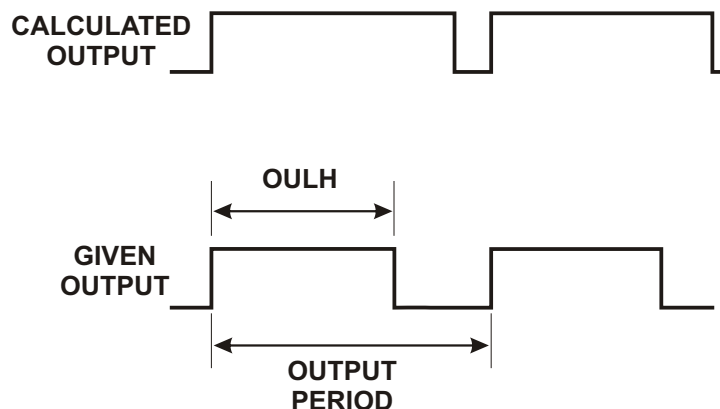 CALCULATED
OUTPUT
OULH
GIVEN
OUTPUT
OUTPUT
PERIOD